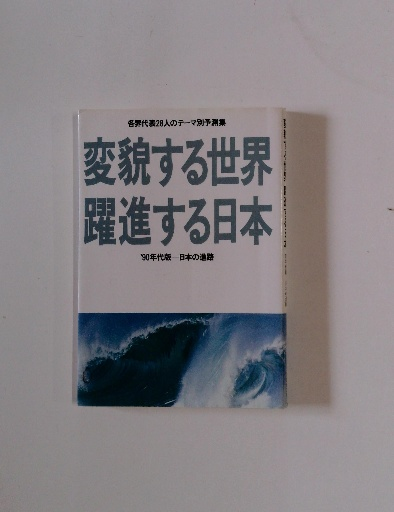 各界代表28人のテーマ別予測集
変貌する世界
躍進する日本
'90年代版—日本の進路